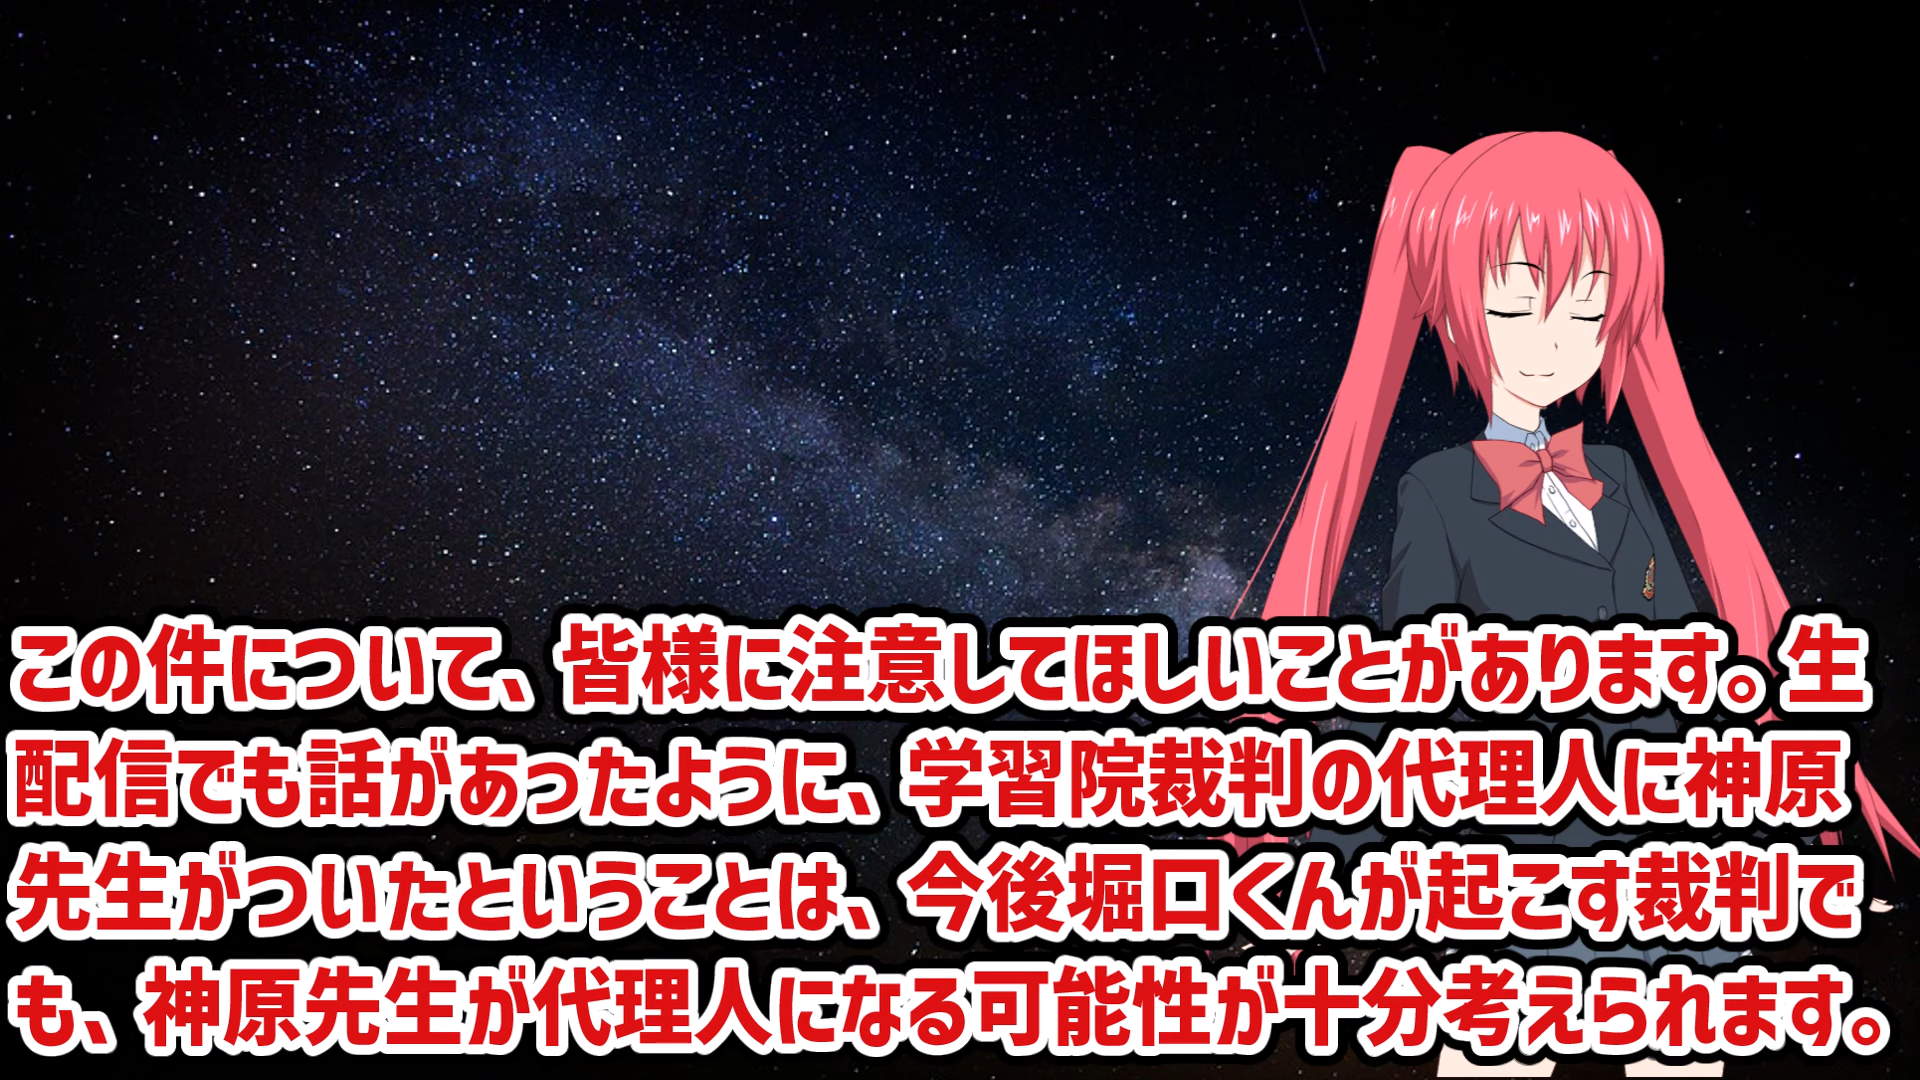 この件について、皆様に注意してほしいことがあります。生
配信でも話があったように、学習院裁判の代理人に神原
先生がついたということは、今後堀口くんが起こす裁判で
も、神原先生が代理人になる可能性が十分考えられます。